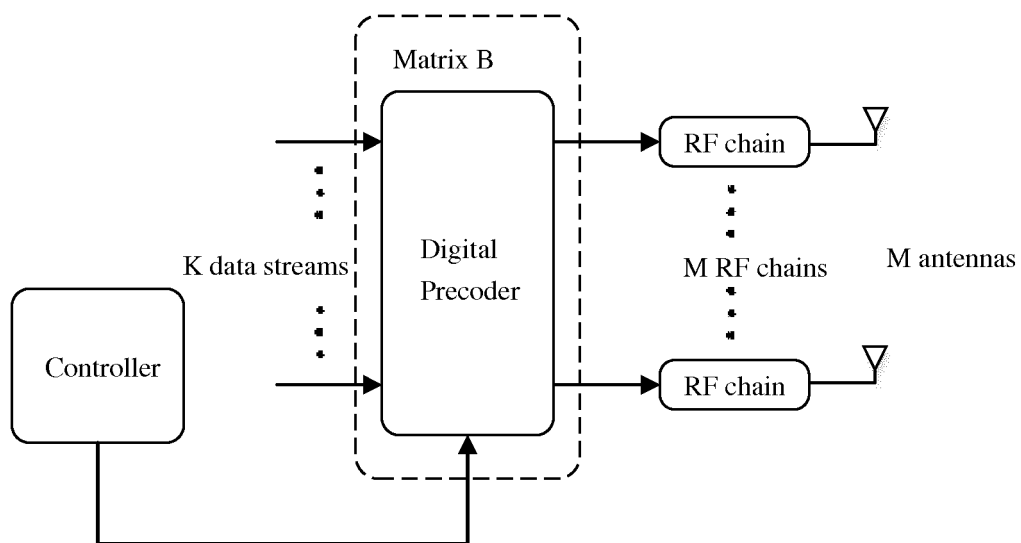 Matrix B
RF chain
Digital
Precoder
K data streams
M RF chains
M antennas
Controller
RF chain